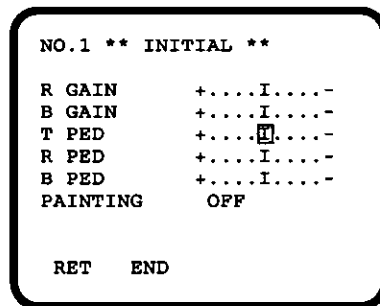 NO.1 ** INITIAL **
R GAIN +....I....-
B GAIN +....I....-
T PED +....I....-
R PED +....I....-
B PED +....I....-
PAINTING OFF
RET END